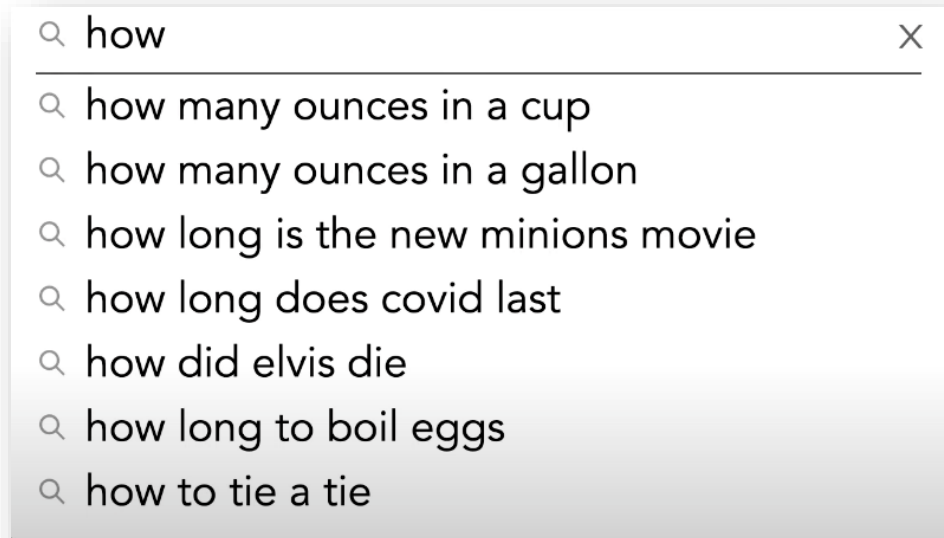 how X
how many ounces in a cup
how many ounces in a gallon
how long is the new minions movie
how long does covid last
how did elvis die
how long to boil eggs
how to tie a tie